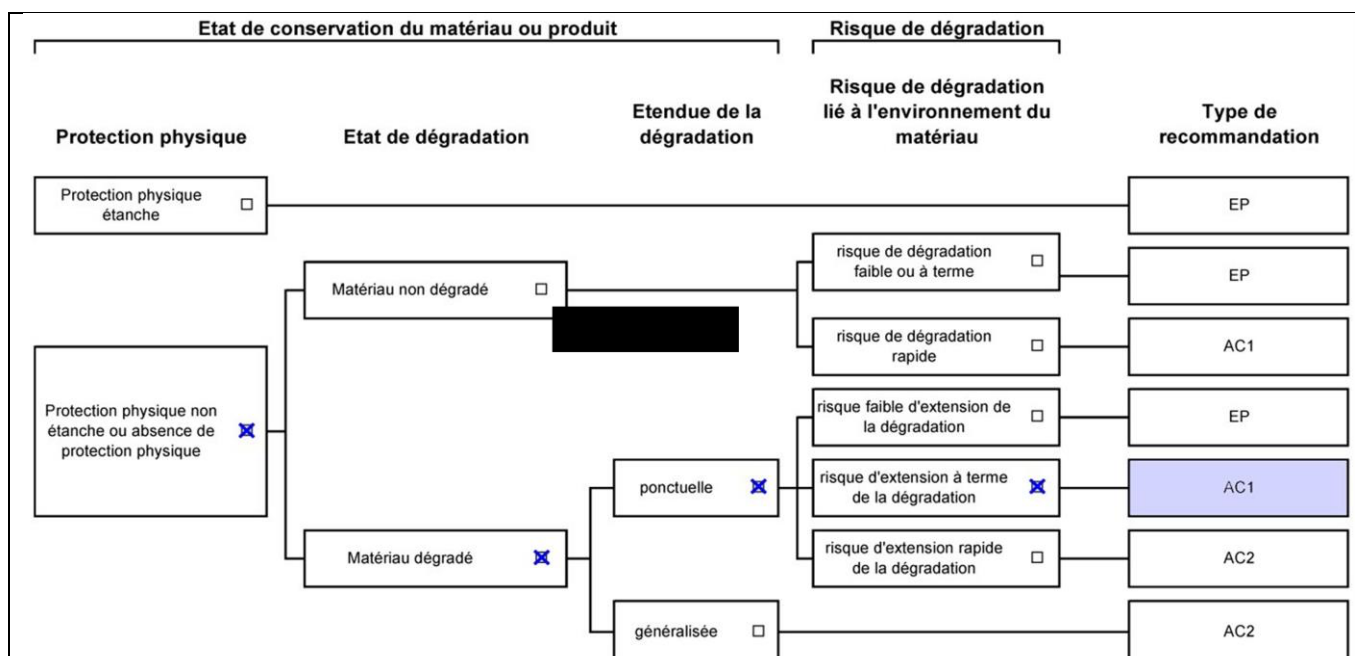 Etat de conservation du matériau ou produit
Risque de dégradation
Protection physique
Etat de dégradation
Etendue de la
dégradation
Risque de dégradation
lié à l'environnement du
matériau
Type de
recommandation
Protection physique
étanche
EP
Matériau non dégradé
risque de dégradation
faible ou à terme
EP
risque de dégradation
rapide
AC1
Protection physique non
étanche ou absence de
protection physique
risque faible d'extension de
la dégradation
EP
ponctuelle
risque d'extension à terme
de la dégradation
AC1
Matériau dégradé
risque d'extension rapide
de la dégradation
AC2
généralisée
AC2